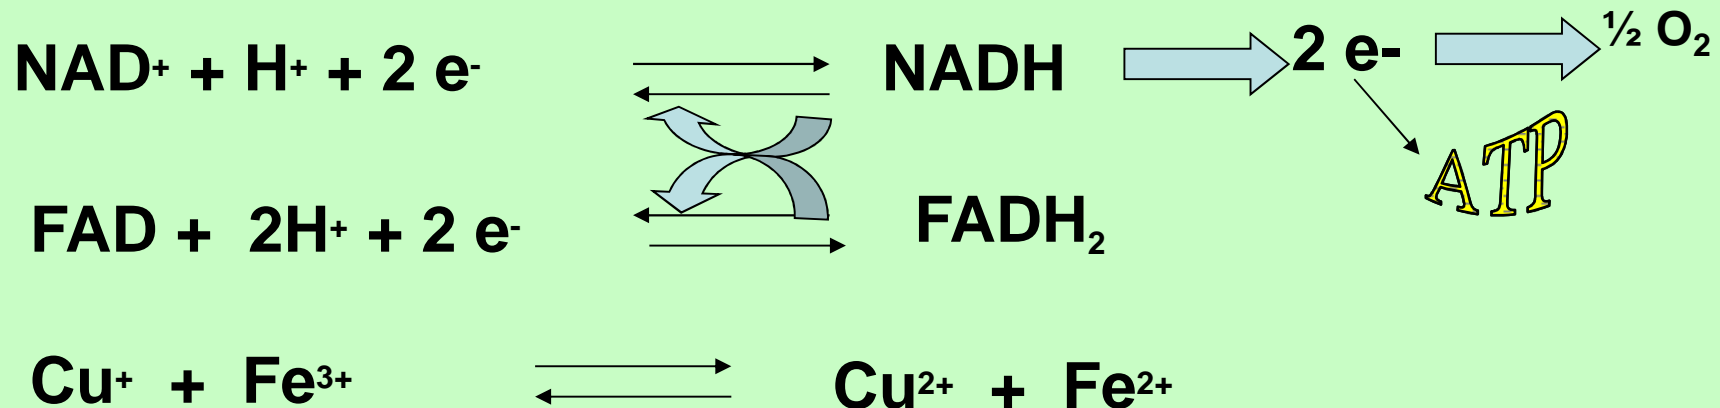 NAD⁺ + H⁺ + 2 e⁻ NADH 2 e- ½ O₂
ATP
FAD + 2H⁺ + 2 e⁻ FADH₂
Cu⁺ + Fe³⁺ Cu²⁺ + Fe²⁺